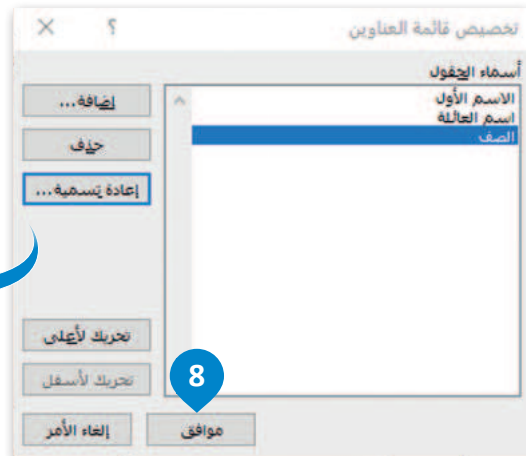 تخصيص قائمة العناوين
؟ ×
أسماء الحقول
الاسم الأول
اسم العائلة
الصف
إضافة...
حذف
إعادة تسمية...
تحريك لأعلى
تحريك لأسفل
8
موافق
إلغاء الأمر